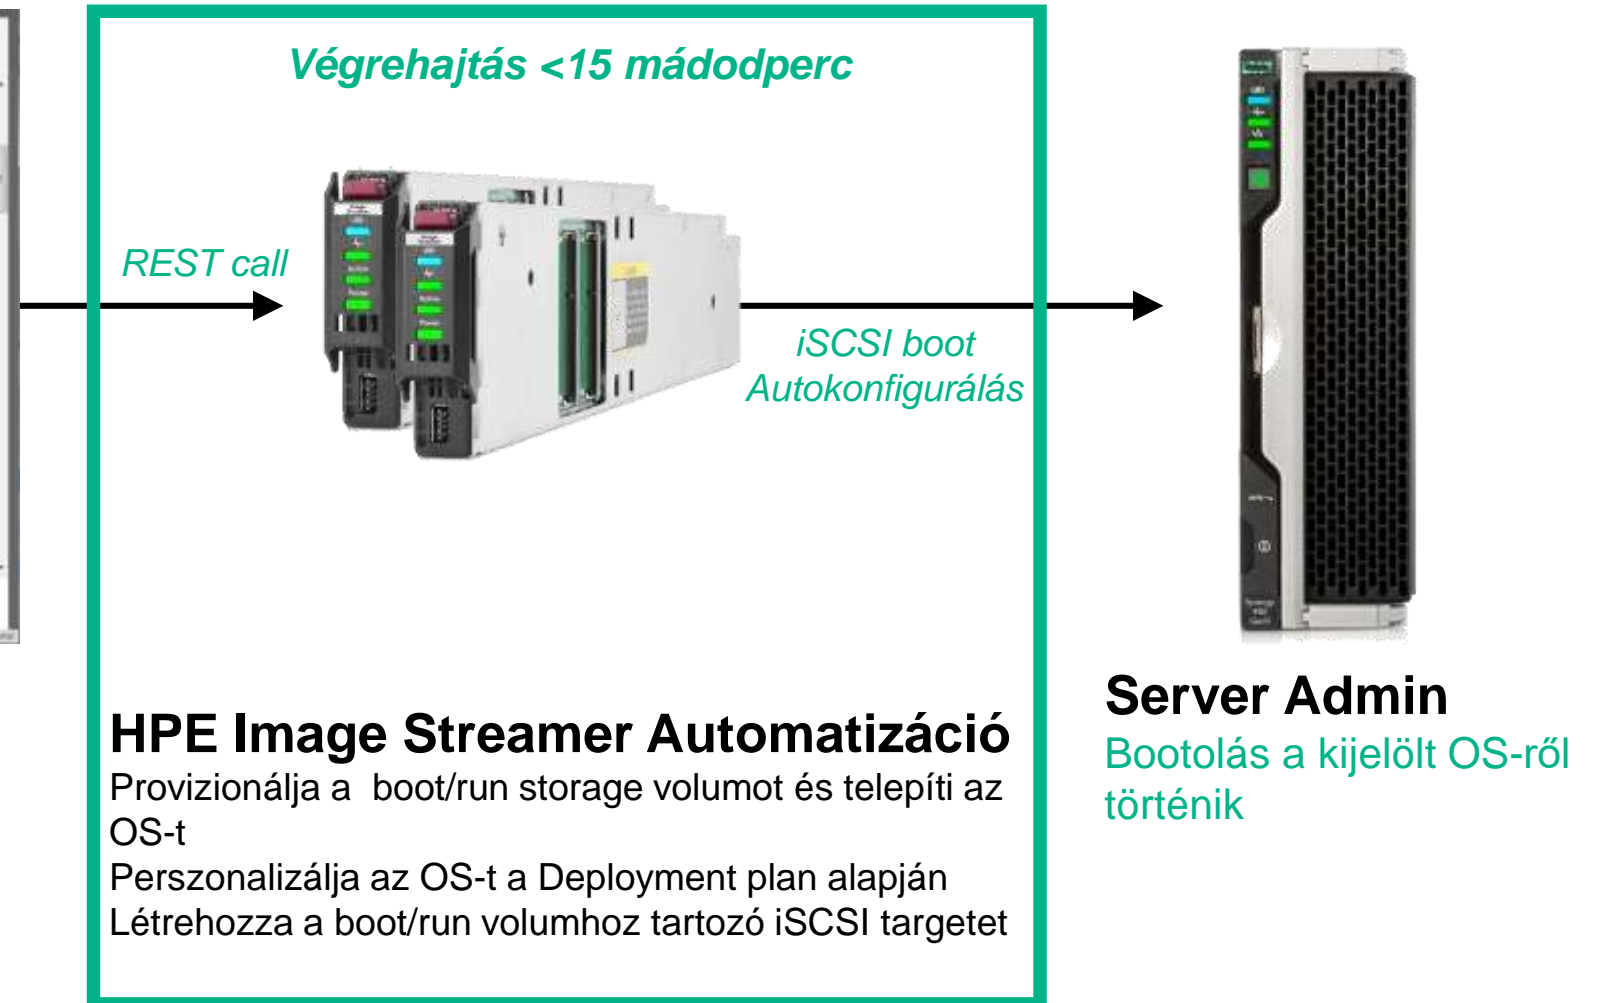 Végrehajtás <15 mádodperc
REST call
iSCSI boot
Autokonfigurálás
HPE Image Streamer Automatizáció
Provizionálja a  boot/run storage volumot és telepíti az
OS-t
Perszonalizálja az OS-t a Deployment plan alapján
Létrehozza a boot/run volumhoz tartozó iSCSI targetet
Server Admin
Bootolás a kijelölt OS-ről
történik